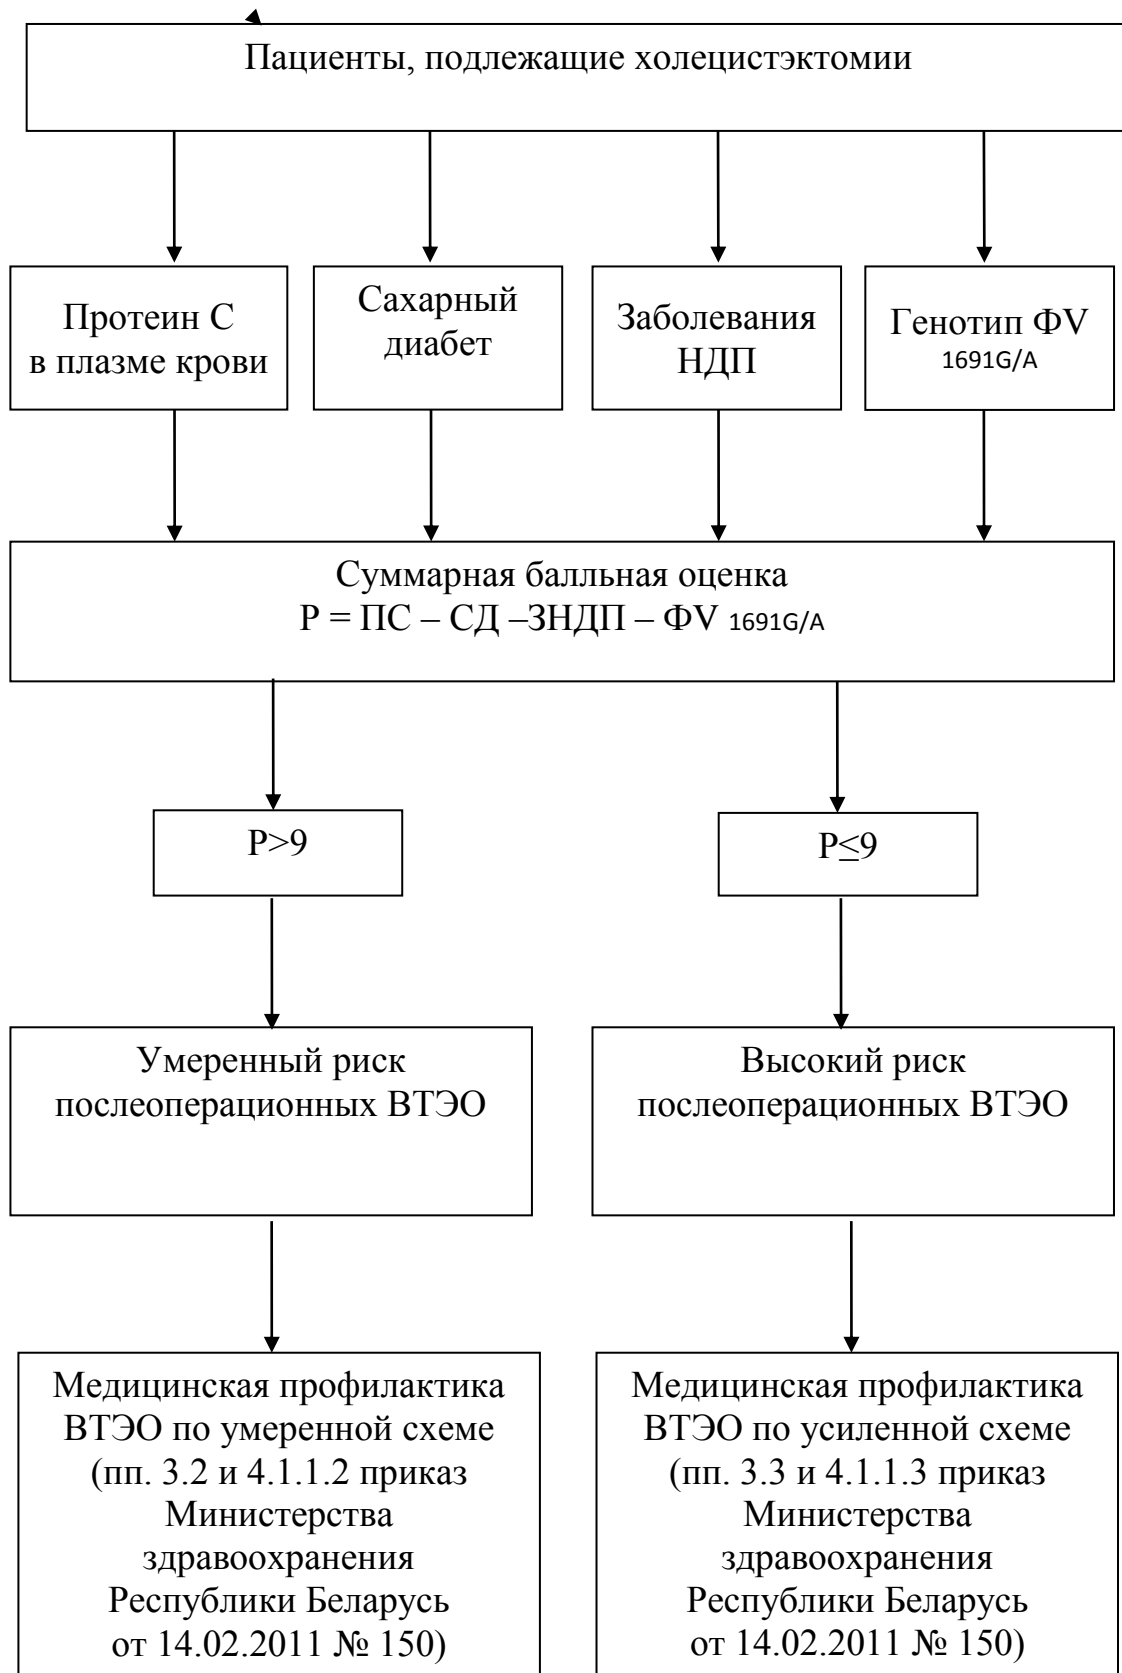 Пациенты, подлежащие холецистэктомии
Протеин С
в плазме крови
Сахарный
диабет
Заболевания
НДП
Генотип ФV
1691G/A
Суммарная балльная оценка
Р = ПС – СД –ЗНДП – ФV 1691G/A
Р>9
Р≤9
Умеренный риск
послеоперационных ВТЭО
Высокий риск
послеоперационных ВТЭО
Медицинская профилактика
ВТЭО по умеренной схеме
(пп. 3.2 и 4.1.1.2 приказ
Министерства
здравоохранения
Республики Беларусь
от 14.02.2011 № 150)
Медицинская профилактика
ВТЭО по усиленной схеме
(пп. 3.3 и 4.1.1.3 приказ
Министерства
здравоохранения
Республики Беларусь
от 14.02.2011 № 150)